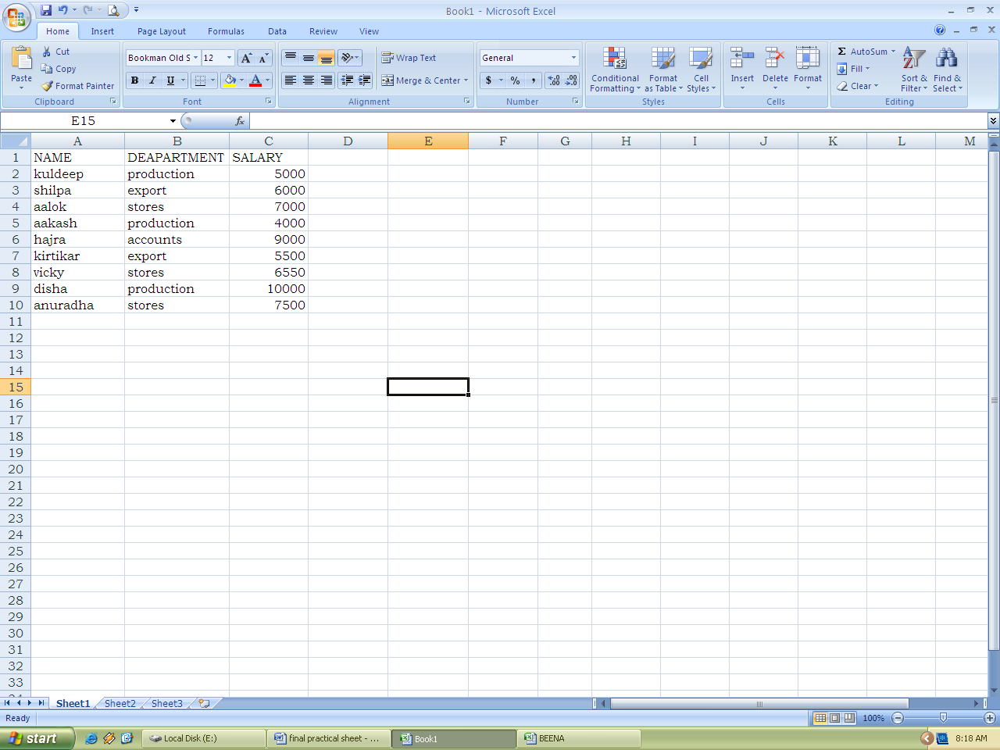 Book1 - Microsoft Excel
Home Insert Page Layout Formulas Data Review View
Cut
Copy
Format Painter
Paste
Clipboard
Bookman Old S 12
B I U
Font
Wrap Text
Merge & Center
Alignment
General
$ % ,
Number
Conditional Formatting
Format as Table
Cell Styles
Styles
Insert Delete Format
Cells
Σ AutoSum
Fill
Clear
Sort & Filter
Find & Select
Editing
E15 fx
A B C D E F G H I J K L M
1 NAME DEAPARTMENT SALARY
2 kuldeep production 5000
3 shilpa export 6000
4 aalok stores 7000
5 aakash production 4000
6 hajra accounts 9000
7 kirtikar export 5500
8 vicky stores 6550
9 disha production 10000
10 anuradha stores 7500
11
12
13
14
15
16
17
18
19
20
21
22
23
24
25
26
27
28
29
30
31
32
33
Sheet1 Sheet2 Sheet3
Ready 100%
start Local Disk (E:) final practical sheet - ... Book1 BEENA 8:18 AM